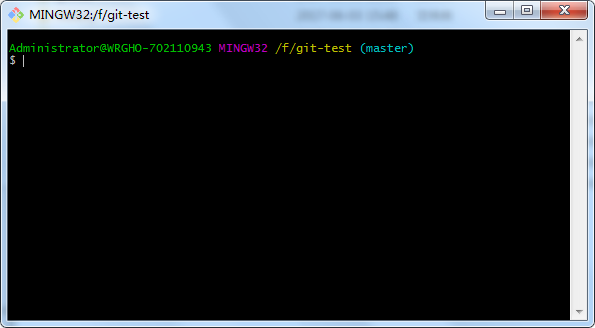 MINGW32:/f/git-test
Administrator@WRGHO-702110943 MINGW32 /f/git-test (master)
$